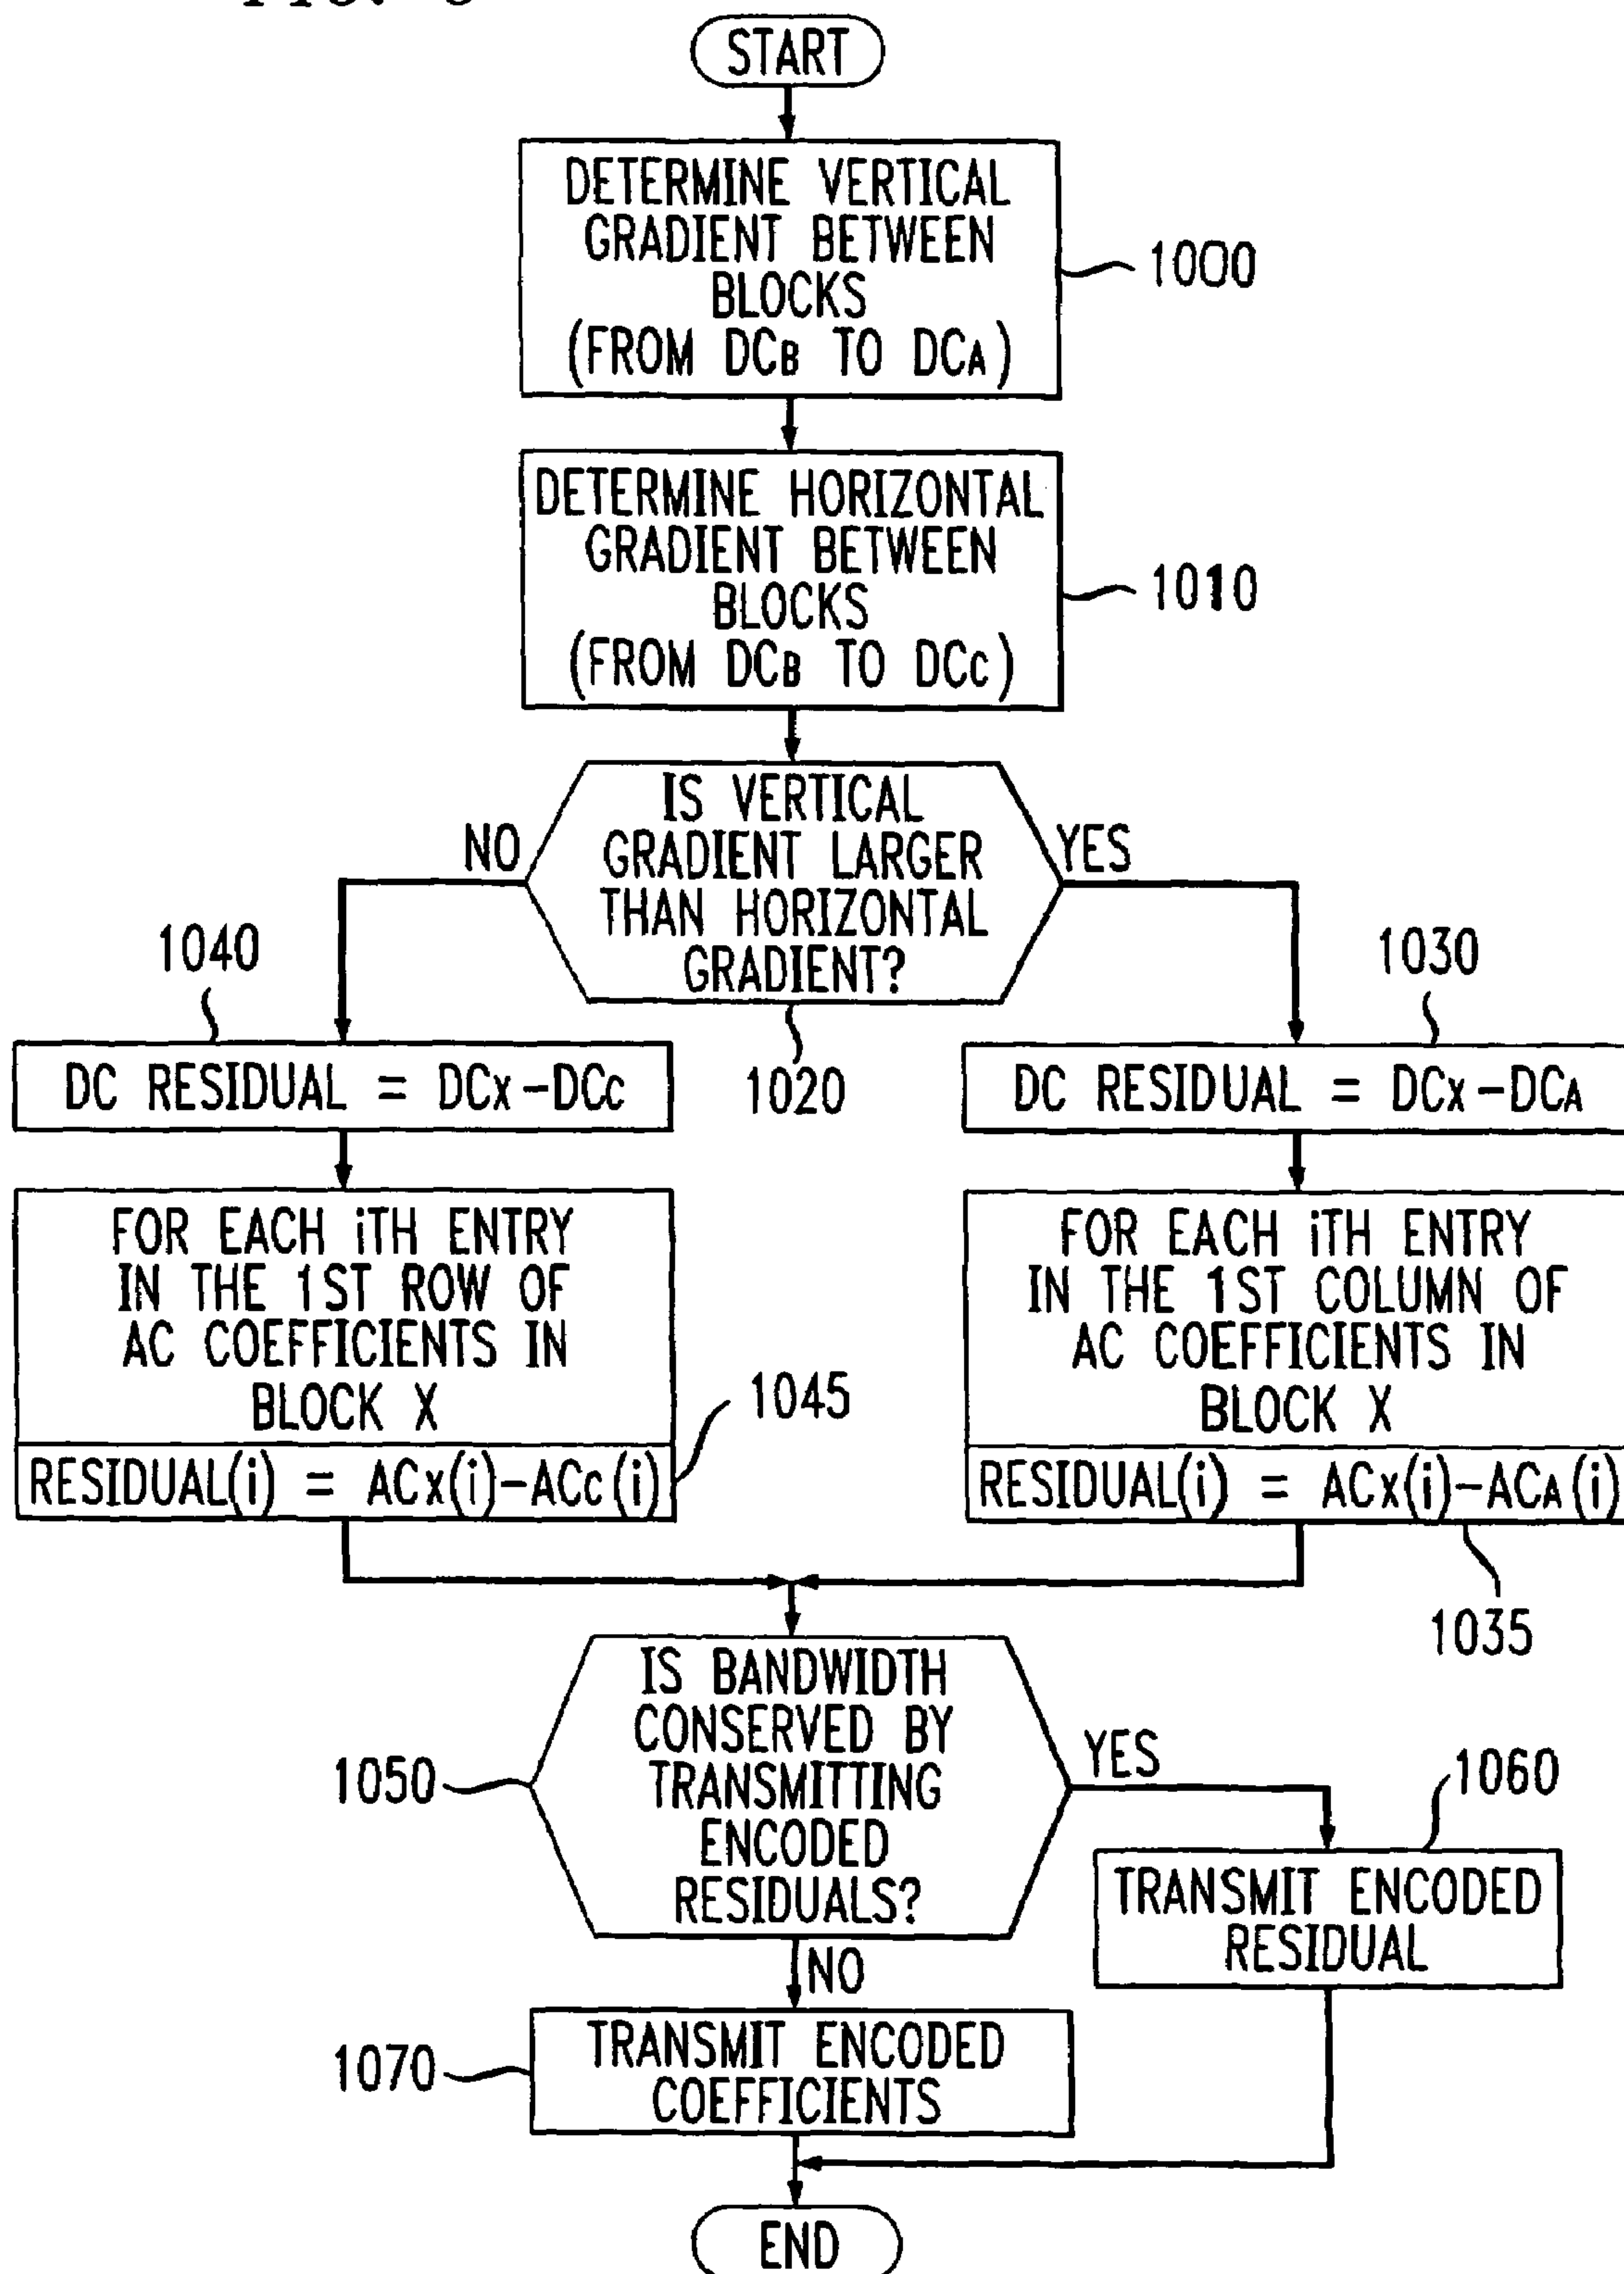 START
DETERMINE VERTICAL
GRADIENT BETWEEN
BLOCKS
(FROM DCB TO DCA)
1000
DETERMINE HORIZONTAL
GRADIENT BETWEEN
BLOCKS
(FROM DCB TO DCC)
1010
IS VERTICAL
GRADIENT LARGER
THAN HORIZONTAL
GRADIENT?
NO
YES
1020
1040
DC RESIDUAL = DCX-DCC
1030
DC RESIDUAL = DCX-DCA
FOR EACH iTH ENTRY
IN THE 1ST ROW OF
AC COEFFICIENTS IN
BLOCK X
RESIDUAL(i) = ACX(i)-ACC(i)
1045
FOR EACH iTH ENTRY
IN THE 1ST COLUMN OF
AC COEFFICIENTS IN
BLOCK X
RESIDUAL(i) = ACX(i)-ACA(i)
1035
IS BANDWIDTH
CONSERVED BY
TRANSMITTING
ENCODED
RESIDUALS?
1050
YES
1060
TRANSMIT ENCODED
RESIDUAL
NO
1070
TRANSMIT ENCODED
COEFFICIENTS
END